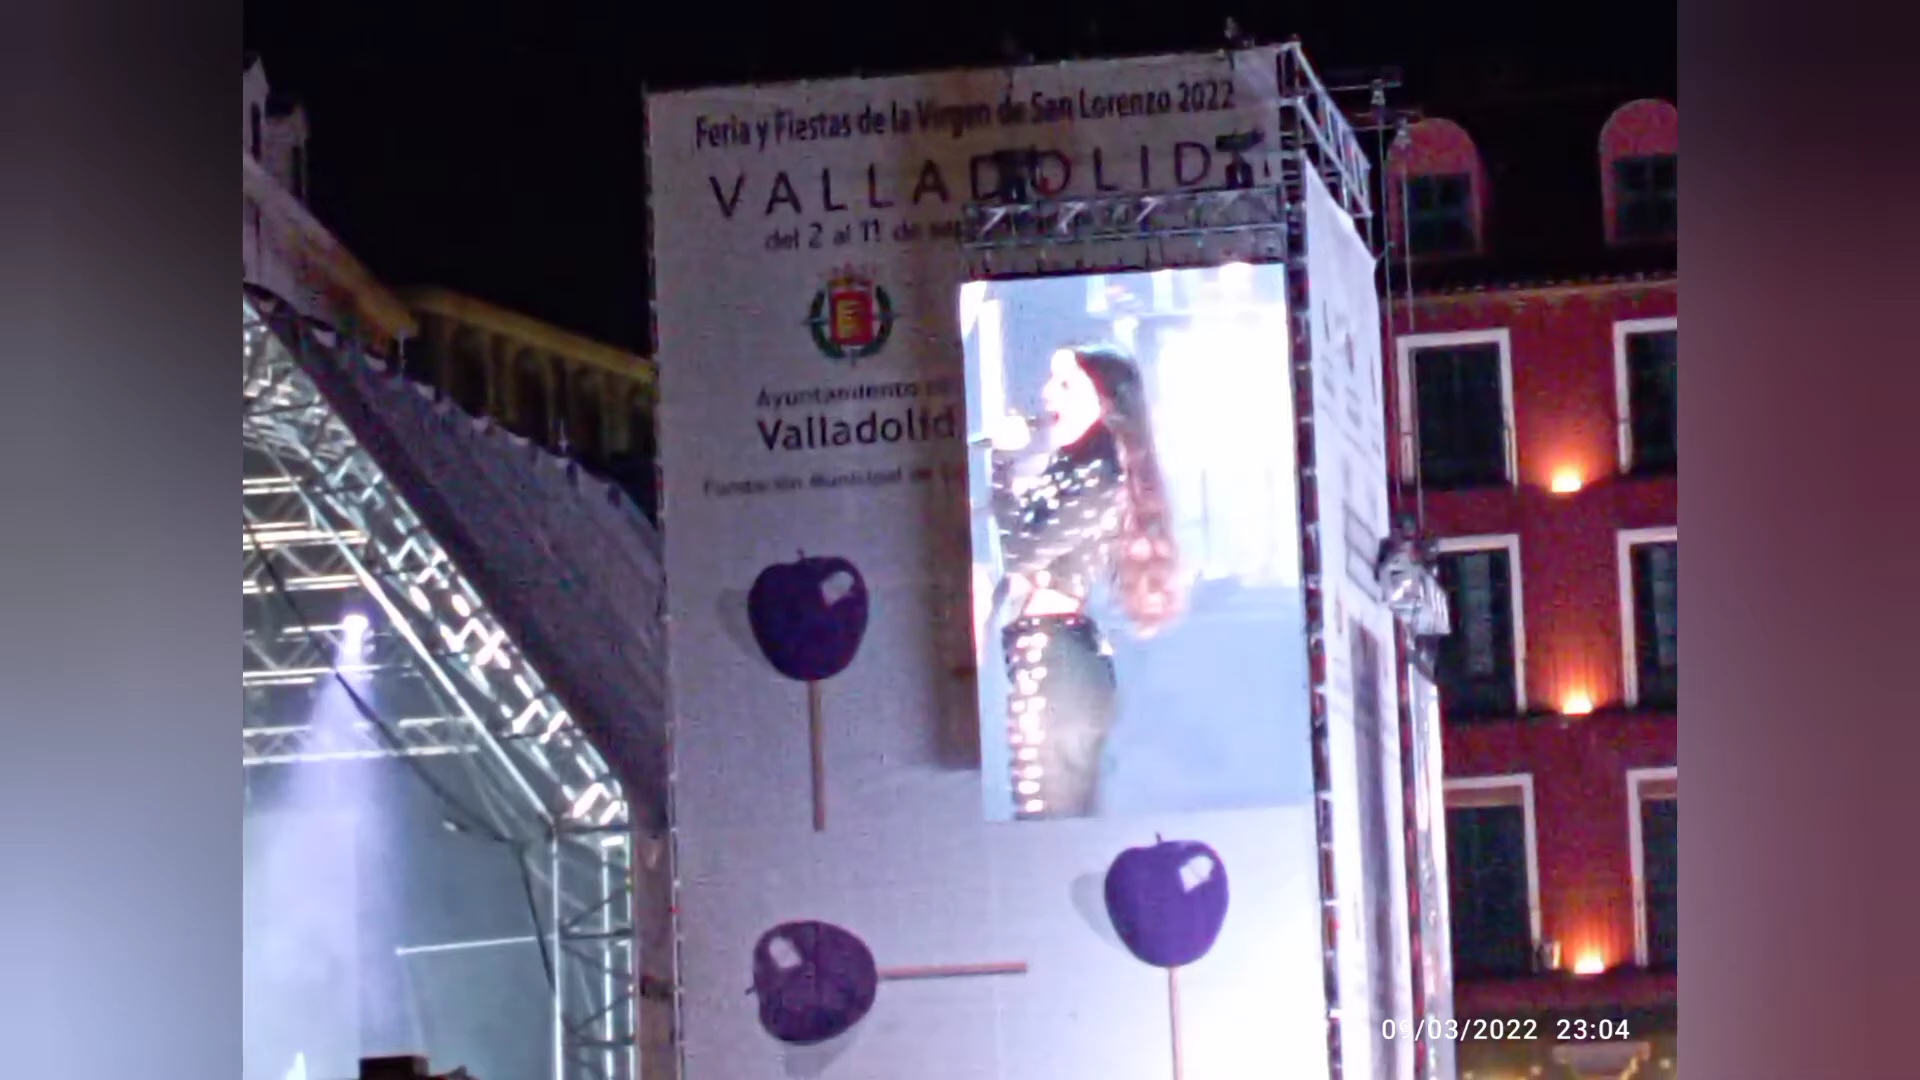 Feria y Fiestas de la Virgen de San Lorenzo 2022
VALLADOLID
del 2 al 11 de
Ayuntamiento
Valladolid
Fundación Municipal de
09/03/2022 23:04